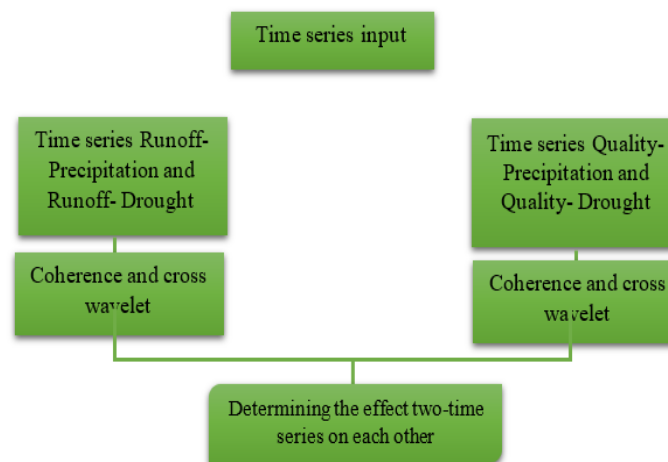 Time series input
Time series Runoff-
Precipitation and
Runoff- Drought
Time series Quality-
Precipitation and
Quality- Drought
Coherence and cross
wavelet
Coherence and cross
wavelet
Determining the effect two-time
series on each other